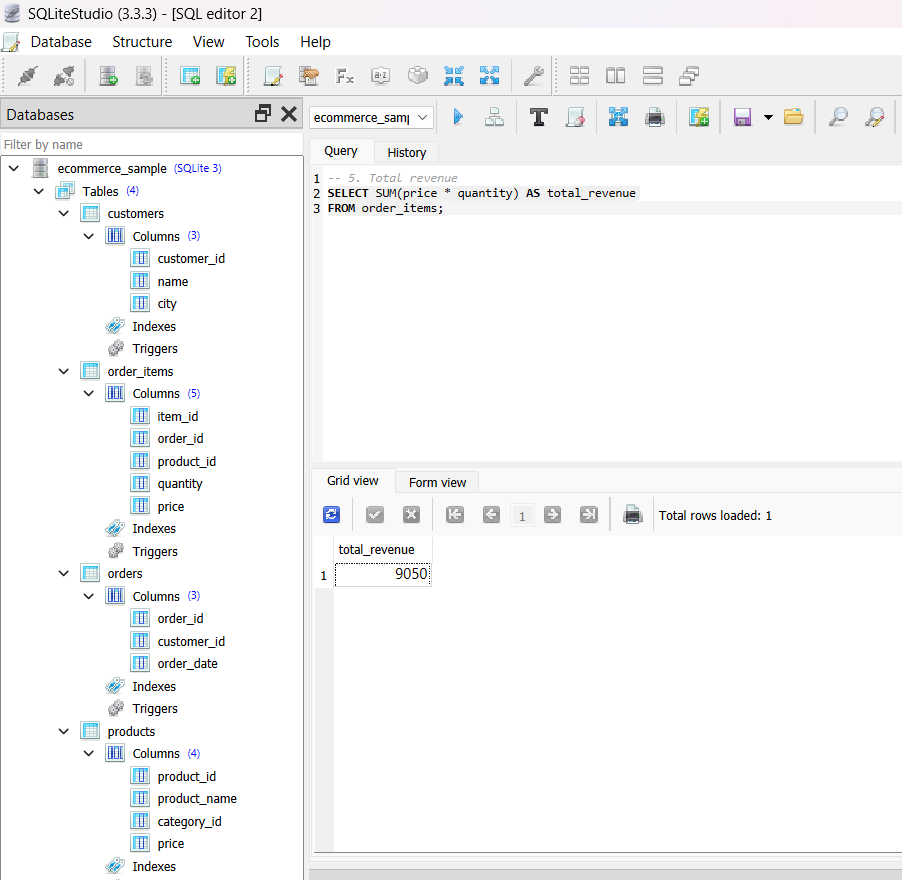 SQLiteStudio (3.3.3) - [SQL editor 2]
Database Structure View Tools Help
Databases
Filter by name
ecommerce_sample (SQLite 3)
Tables (4)
customers
Columns (3)
customer_id
name
city
Indexes
Triggers
order_items
Columns (5)
item_id
order_id
product_id
quantity
price
Indexes
Triggers
orders
Columns (3)
order_id
customer_id
order_date
Indexes
Triggers
products
Columns (4)
product_id
product_name
category_id
price
Indexes
ecommerce_samp
Query History
1 -- 5. Total revenue
2 SELECT SUM(price * quantity) AS total_revenue
3 FROM order_items;
Grid view Form view
1 Total rows loaded: 1
total_revenue
1 9050